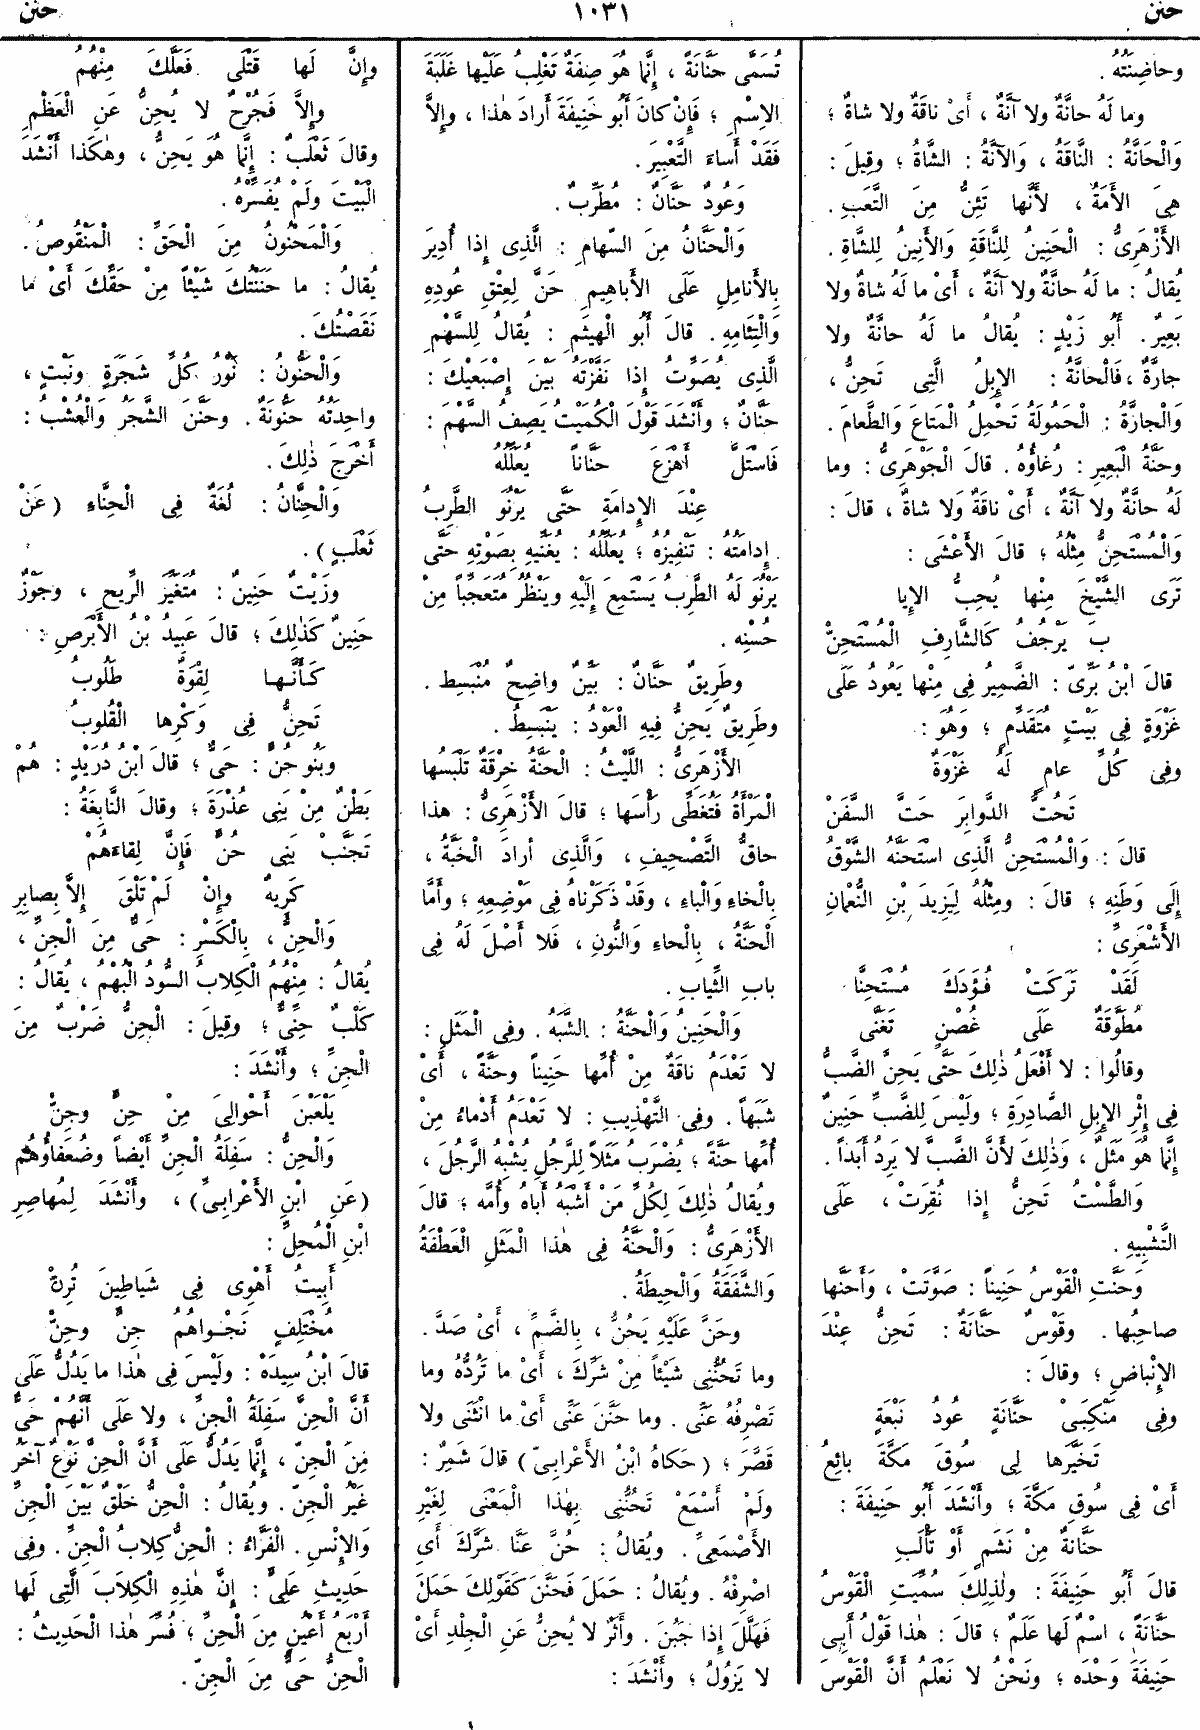 حنن
١٠٣١
حنن
وحاضِنَتُهُ .
وما لَهُ حانَّةٌ ولا آنَّةٌ ، أَىْ ناقَةٌ ولا شاةٌ ؛
وَالْحَانَّةُ : النَّاقَةُ ، وَالآنَّةُ : الشَّاةُ ؛ وقِيلَ :
هِىَ الأَمَةُ ، لأَنَّها تَئِنُّ مِنَ التَّعَبِ .
الأَزْهَرِىُّ : الْحَنِينُ لِلنَّاقَةِ وَالأَنِينُ لِلشَّاةِ .
يُقالُ : ما لَهُ حانَّةٌ ولا آنَّةٌ ، أَىْ ما لَهُ شاةٌ ولا
بَعِيرٌ . أَبُو زَيْدٍ : يُقالُ ما لَهُ حانَّةٌ ولا
جارَّةٌ ، فَالْحانَّةُ : الإِبِلُ الَّتِى تَحِنُّ ،
وَالْجارَّةُ : الْحَمُولَةُ تَحْمِلُ الْمَتاعَ وَالطَّعامَ .
وحَنَّةُ الْبَعِيرِ : رُغاؤُهُ . قالَ الْجَوْهَرِىُّ : وما
لَهُ حانَّةٌ ولا آنَّةٌ ، أَىْ ناقَةٌ وَلا شاةٌ ، قالَ :
وَالْمُسْتَحِنُّ مِثْلُهُ ؛ قالَ الأَعْشَى :
تَرَى الشَّيْخَ مِنْها يُحِبُّ الإِيا
بَ يَرْجُفُ كَالشَّارِفِ الْمُسْتَحِنّْ
قالَ ابْنُ بَرِّىّ : الضَّمِيرُ فِى مِنْها يَعُودُ عَلَى
غَزْوَةٍ فِى بَيْتٍ مُتَقَدِّمٍ ؛ وَهُوَ :
وفِى كُلِّ عامٍ لَهُ غَزْوَةٌ
تَحُتُّ الدَّوابِرَ حَتَّ السَّفَنْ
قالَ : وَالْمُسْتَحِنُّ الَّذِى اسْتَحَنَّهُ الشَّوْقُ
إِلَى وَطَنِهِ ؛ قالَ : ومِثْلُهُ لِيَزِيدَ بْنِ النُّعْمانِ
الأَشْعَرِىِّ :
لَقَدْ تَرَكَتْ فُؤَدَكَ مُسْتَحِنًّا
مُطَوَّقَةٌ عَلَى غُصْنٍ تَغَنَّى
وقالُوا : لا أَفْعَلُ ذٰلِكَ حَتَّى يَحِنَّ الضَّبُّ
فِى إِثْرِ الإِبِلِ الصَّادِرَةِ ؛ وَلَيْسَ لِلضَّبِّ حَنِينٌ
إِنَّما هُوَ مَثَلٌ ، وَذٰلِكَ لأَنَّ الضَّبَّ لا يَرِدُ أَبَداً .
وَالطَّسْتُ تَحِنُّ إِذا نُقِرَتْ ، عَلَى
التَّشْبِيهِ .
وَحَنَّتِ الْقَوْسُ حَنِيناً : صَوَّتَتْ ، وَأَحَنَّها
صاحِبُها . وقَوْسٌ حَنَّانَةٌ : تَحِنُّ عِنْدَ
الإِنْباضِ ؛ وقالَ :
وفِى مَنْكِبَىْ حَنَّانَةٍ عُودُ نَبْعَةٍ
تَخَيَّرَها لِى سُوقَ مَكَّةَ بائِعُ
أَىْ فِى سُوقِ مَكَّةَ ؛ وأَنْشَدَ أَبُو حَنِيفَةَ :
حَنَّانَةٌ مِنْ نَشَمٍ أَوْ تَأْلَبِ
قالَ أَبُو حَنِيفَةَ : ولِذٰلِكَ سُمِّيَتِ الْقَوْسُ
حَنَّانَةً ، اسْمٌ لَها عَلَمٌ ؛ قالَ : هٰذا قَوْلُ أَبِى
حَنِيفَةَ وَحْدَه ؛ ونَحْنُ لا نَعْلَمُ أَنَّ الْقَوْسَ
تُسَمَّى حَنَّانَةً ، إِنَّما هُوَ صِفَةٌ تَغْلِبُ عَلَيْها غَلَبَةَ
الاِسْمِ ؛ فَإِنْ كانَ أَبُو حَنِيفَةَ أَرادَ هٰذا ، وإِلاَّ
فَقَدْ أَساءَ التَّعْبِيرَ .
وَعُودٌ حَنَّانٌ : مُطَرِّبٌ .
وَالْحَنَّانُ مِنَ السِّهامِ : الَّذِى إِذا أُدِيرَ
بِالأَنامِلِ عَلَى الأَباهِيمِ حَنَّ لِعِتْقِ عُودِهِ
وَالْتِئامِهِ . قالَ أَبُو الْهَيْثَمِ : يُقالُ لِلسَّهْمِ
الَّذِى يُصَوِّتُ إِذا نَفَّزْتَهُ بَيْنَ إِصْبَعَيْكَ :
حَنَّانٌ ؛ وأَنْشَدَ قَوْلَ الْكُمَيْتُ يَصِفُ السَّهْمَ :
فَاسْتَلَّ أَهْزَعَ حَنَّاناً يُعَلِّلُهُ
عِنْدَ الإِدامَةِ حَتَّى يَرْنُوَ الطَّرِبُ
إِدامَتُهُ : تَنْفِيزُهُ ؛ يُعَلِّلُهُ : يُغَنِّيهِ بِصَوْتِهِ حَتَّى
يَرْنُوَ لَهُ الطَّرِبُ يَسْتَمِعَ إِلَيْهِ ويَنْظُرَ مُتَعَجِّباً مِنْ
حُسْنِه .
وطَرِيقٌ حَنَّانٌ : بَيِّنٌ واضِحٌ مُنْبَسِط .
وطَرِيقٌ يَحِنُّ فِيهِ الْعَوْدُ : يَنْبَسِطُ .
الأَزْهَرِىُّ : اللَّيْثُ : الْحَنَّةُ خِرْقَةٌ تَلْبَسُها
الْمَرْأَةُ فَتُغَطِّى رَأْسَها ؛ قالَ الأَزْهَرِىُّ : هذا
حاقُّ التَّصْحِيفِ ، وَالَّذِى أَرادَ الْخُبَّةُ ،
بِالْخاءِ وَالْباءِ ، وقَدْ ذَكَرْناهُ فِى مَوْضِعِهِ ؛ وأَمَّا
الْحَنَّةُ ، بِالْحاءِ وَالنُّونِ ، فَلا أَصْلَ لَهُ فِى
بابِ الثِّيابِ .
وَالْحَنِينُ وَالْحَنَّةُ : الشَّبَهُ . وفِى الْمَثَلِ :
لا تَعْدَمُ ناقَةٌ مِنْ أُمِّها حَنِيناً وحَنَّةً ، أَىْ
شَبَهاً . وفِى التَّهْذِيبِ : لا تَعْدَمُ أَدْماءُ مِنْ
أُمِّها حَنَّةً ؛ يُضْرَبُ مَثَلاً لِلرَّجُلِ يُشْبِهُ الرَّجُلَ ،
ويُقالُ ذٰلِكَ لِكُلِّ مَنْ أَشْبَهَ أَباهُ وأُمَّه ؛ قالَ
الأَزْهَرِىُّ : وَالْحَنَّةُ فِى هٰذا الْمَثَلِ الْعَطْفَةُ
وَالشَّفَقَةُ وَالْحِيطَةُ .
وحَنَّ عَلَيْهِ يَحُنُّ ، بِالضَّمِّ ، أَىْ صَدَّ .
وما تَحُنُّنِى شَيْئاً مِنْ شَرِّكَ ، أَىْ ما تَرُدُّهُ وما
تَصْرِفُهُ عَنِّى . وما حَنَّنَ عَنِّى أَىْ ما انْثَنَى ولا
قَصَّرَ ؛ ( حَكاهُ ابْنُ الأَعْرابِىّ ) قالَ شَمِرٌ :
ولَمْ أَسْمَعْ تَحُنُّنِى بِهٰذا الْمَعْنَى لِغَيْرِ
الأَصْمَعِىِّ . ويُقالُ : حُنَّ عَنَّا شَرَّكَ أَىِ
اصْرِفْهُ . ويُقالُ : حَمَلَ فَحَنَّنَ كَقَوْلِكَ حَمَلَ
فَهَلَّلَ إِذا جَبُنَ . وأَثَرٌ لا يُحِنُّ عَنِ الْجِلْدِ أَىْ
لا يَزُولُ ؛ وأَنْشَدَ :
وإِنَّ لَها قَتْلَى فَعَلَّكَ مِنْهُمُ
وإِلاَّ فَجُرْحٌ لا يُحِنُّ عَنِ الْعَظْمِ
وقالَ ثَعْلَبٌ : إِنَّما هُوَ يَحِنُّ ، وهٰكَذا أَنْشَدَ
الْبَيْتَ ولَمْ يُفَسِّرْهُ .
وَالْمَحْنُونُ مِنَ الْحَقِّ : الْمَنْقُوصُ .
يُقالُ : ما حَنَنْتُكَ شَيْئاً مِنْ حَقِّكَ أَىْ ما
نَقَصْتُكَ .
وَالْحَنُّونُ : نَوْرُ كُلِّ شَجَرَةٍ ونَبْتٍ ،
واحِدَتُهُ حَنُّونَةٌ . وحَنَّنَ الشَّجَرُ وَالْعُشْبُ :
أَخْرَجَ ذٰلِكَ .
وَالْحِنَّانُ : لُغَةٌ فِى الْحِنَّاءِ ( عَنْ
ثَعْلَبٍ ) .
وزَيْتٌ حَنِينٌ : مُتَغَيِّرُ الرِّيحِ ، وجَوْزٌ
حَنِينٌ كَذٰلِكَ ؛ قالَ عَبِيدُ بْنُ الأَبْرَصِ :
كَأَنَّها لِقْوَةٌ طَلُوبُ
تَحِنُّ فِى وَكْرِها الْقُلوبُ
وبَنُو حُنٍّ : حَىٌّ ؛ قالَ ابْنُ دُرَيْدٍ : هُمْ
بَطْنٌ مِنْ بَنِى عُذْرَةَ ؛ وقالَ النَّابِغَةُ :
تَجَنَّبْ بَنِى حُنٍّ فَإِنَّ لِقاءَهُمْ
كَرِيهٌ وإِنْ لَمْ تَلْقَ إِلاَّ بِصابِرِ
وَالْحِنُّ ، بِالْكَسْرِ : حَىٌّ مِنَ الْجِنِّ ،
يُقالُ : مِنْهُمُ الْكِلابُ السُّودُ الْبُهْمُ ، يُقالُ :
كَلْبٌ حِنِّىٌّ ؛ وقِيلَ : الْحِنُّ ضَرْبٌ مِنَ
الْجِنِّ ؛ وأَنْشَدَ :
يَلْعَبْنَ أَحْوالِىَ مِنْ حِنٍّ وجِنّْ
وَالْحِنُّ : سَفِلَةُ الْجِنِّ أَيْضاً وضُعَفاؤُهُمْ
( عَنِ ابْنِ الأَعْرابِىِّ ) ، وأَنْشَدَ لِمُهاصِرِ
ابْنِ الْمُحِلِّ :
أَبِيتُ أَهْوِى فِى شَياطِينَ تُرِنّْ
مُخْتَلِفٍ نَجْواهُمُ جِنٍّ وحِنّْ
قالَ ابْنُ سِيدَهْ : ولَيْسَ فِى هٰذا ما يَدُلُّ عَلَى
أَنَّ الْحِنَّ سَفِلَةُ الْجِنِّ ، ولا عَلَى أَنَّهُمْ حَىٌّ
مِنَ الْجِنِّ ، إِنَّما يَدُلُّ عَلَى أَنَّ الْحِنَّ نَوْعٌ آخَرُ
غَيْرُ الْجِنِّ . ويُقالُ : الْحِنُّ خَلْقٌ بَيْنَ الْجِنِّ
وَالإِنْسِ . الْفَرَّاءُ : الْحِنُّ كِلابُ الْجِنِّ . وفِى
حَدِيثِ عَلِىٍّ : إِنَّ هٰذِهِ الْكِلابَ الَّتِى لَها
أَرْبَعُ أَعْيُنٍ مِنَ الْحِنِّ ؛ فُسِّرَ هٰذا الْحَدِيثُ :
الْحِنُّ حَىٌّ مِنَ الْجِنِّ .